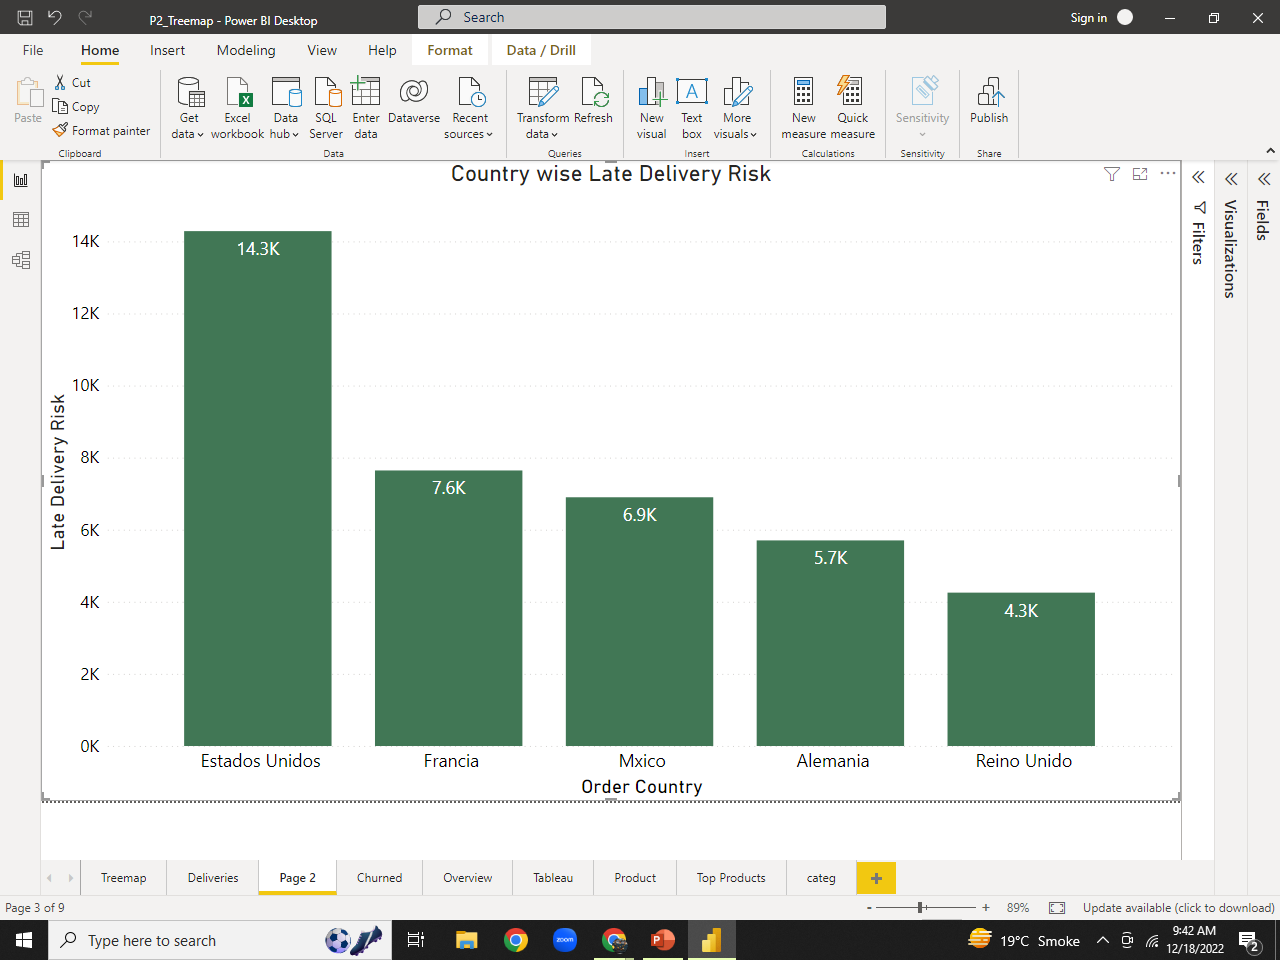 P2_Treemap - Power BI Desktop
Search
Sign in
File Home Insert Modeling View Help Format Data / Drill
Paste
Cut
Copy
Format painter
Clipboard
Get data
Excel workbook
Data hub
SQL Server
Enter data
Dataverse
Recent sources
Data
Transform data
Refresh
Queries
New visual
Text box
More visuals
Insert
New measure
Quick measure
Calculations
Sensitivity
Sensitivity
Publish
Share
Country wise Late Delivery Risk
Late Delivery Risk
14K
12K
10K
8K
6K
4K
2K
0K
14.3K
7.6K
6.9K
5.7K
4.3K
Estados Unidos Francia Mxico Alemania Reino Unido
Order Country
Filters
Visualizations
Fields
Treemap Deliveries Page 2 Churned Overview Tableau Product Top Products categ
Page 3 of 9
- + 89%
Update available (click to download)
Type here to search
zoom
19°C Smoke
9:42 AM
12/18/2022
2